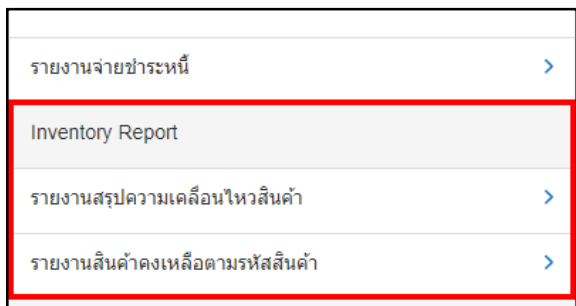 รายงานจ่ายชำระหนี้
Inventory Report
รายงานสรุปความเคลื่อนไหวสินค้า
รายงานสินค้าคงเหลือตามรหัสสินค้า